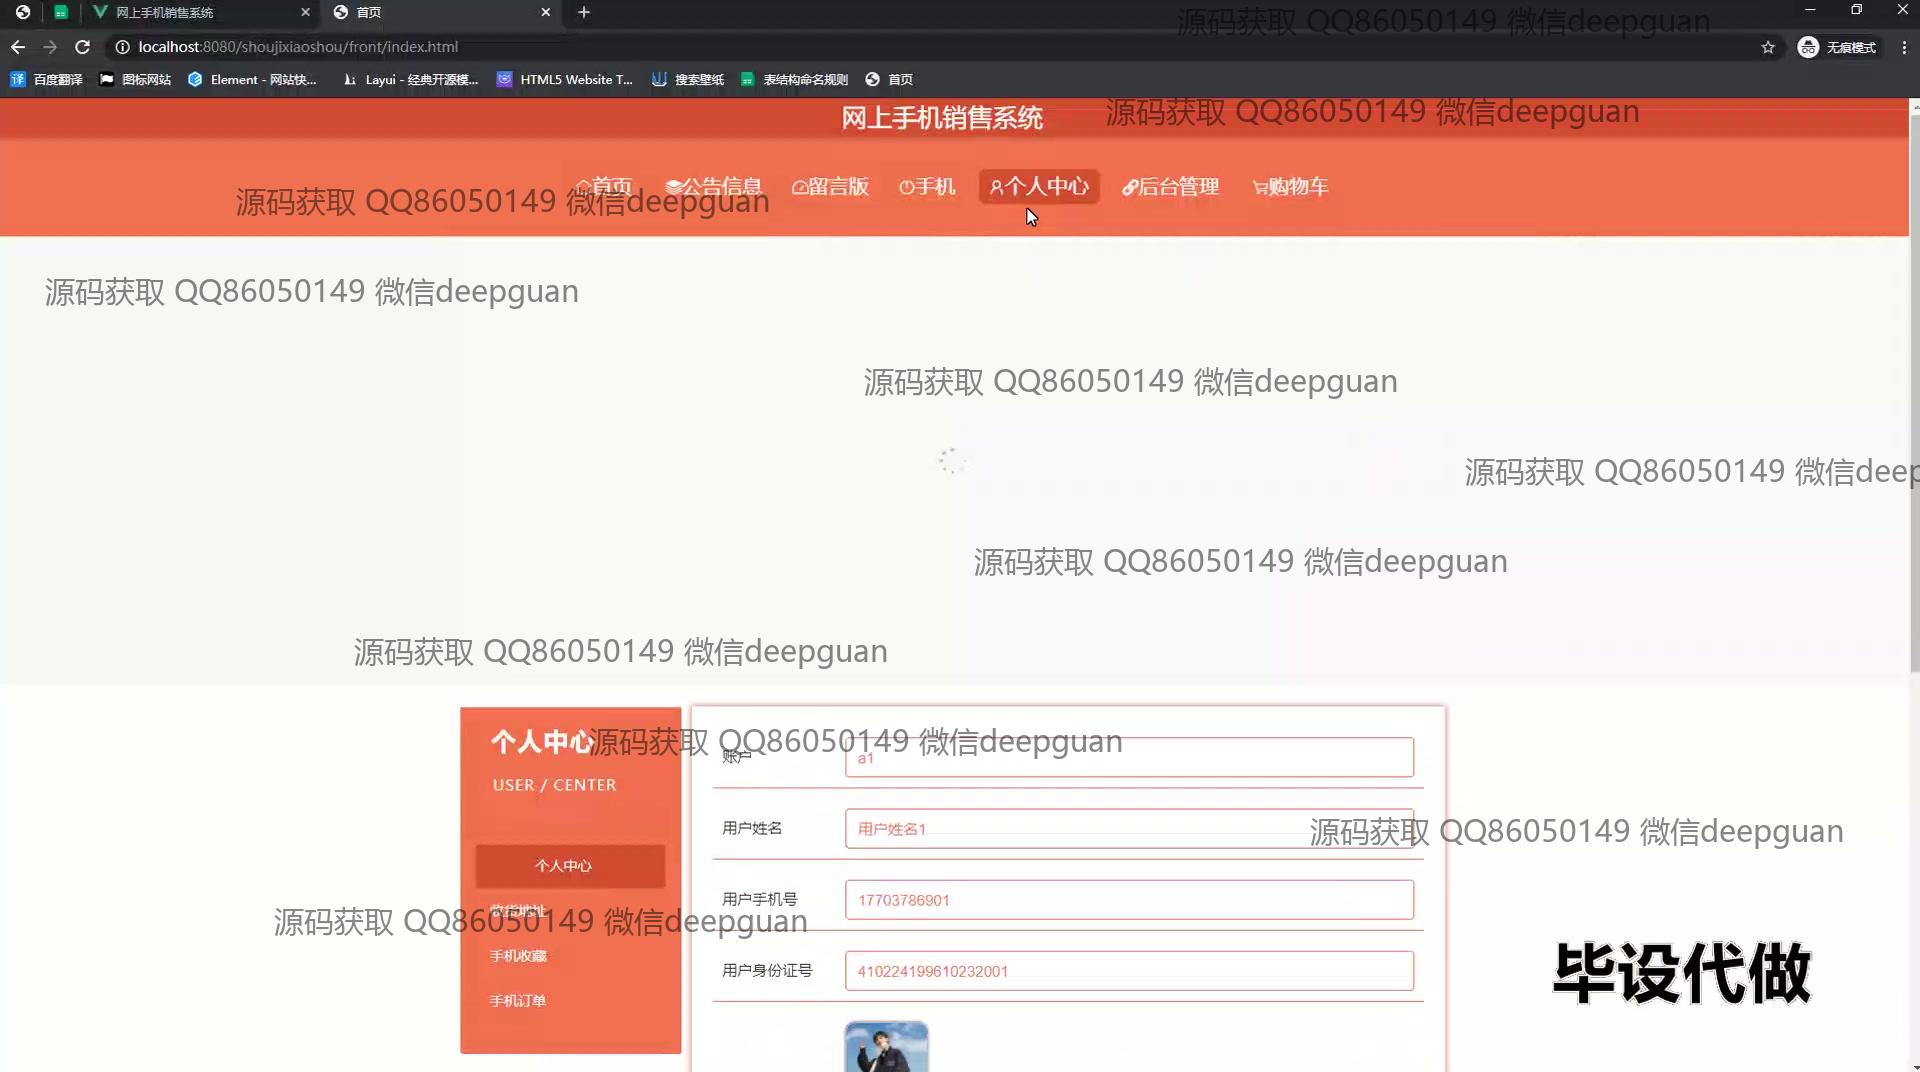 网上手机销售系统
首页
源码获取 QQ86050149 微信deepguan
localhost:8080/shoujixiaoshou/front/index.html
无痕模式
百度翻译
图标网站
Element - 网站快...
Layui - 经典开源模...
HTML5 Website T...
搜索壁纸
表结构命名规则
首页
网上手机销售系统
源码获取 QQ86050149 微信deepguan
首页
公告信息
留言版
手机
个人中心
后台管理
购物车
源码获取 QQ86050149 微信deepguan
源码获取 QQ86050149 微信deepguan
源码获取 QQ86050149 微信deepguan
源码获取 QQ86050149 微信deep
源码获取 QQ86050149 微信deepguan
源码获取 QQ86050149 微信deepguan
个人中心
源码获取 QQ86050149 微信deepguan
USER / CENTER
个人中心
收货地址
源码获取 QQ86050149 微信deepguan
手机收藏
手机订单
账户
a1
用户姓名
用户姓名1
源码获取 QQ86050149 微信deepguan
用户手机号
17703786901
用户身份证号
410224199610232001
毕设代做